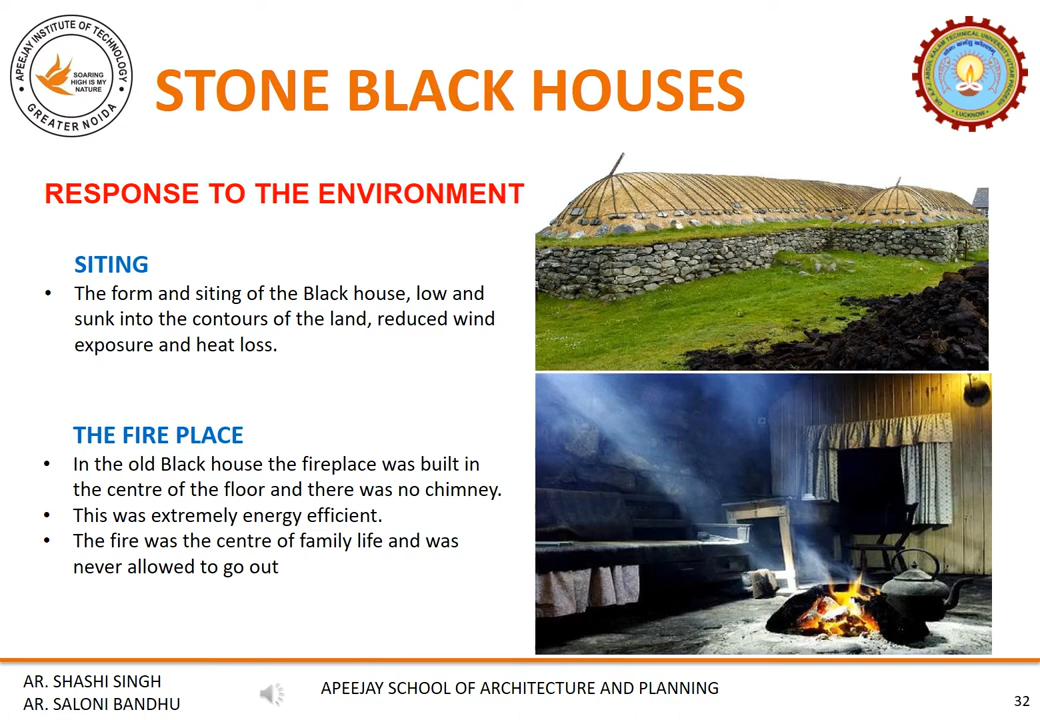 APEEJAY INSTITUTE OF TECHNOLOGY
SOARING
HIGH IS MY
NATURE
GREATER NOIDA
STONE BLACK HOUSES
RESPONSE TO THE ENVIRONMENT
SITING
• The form and siting of the Black house, low and
sunk into the contours of the land, reduced wind
exposure and heat loss.
THE FIRE PLACE
• In the old Black house the fireplace was built in
the centre of the floor and there was no chimney.
• This was extremely energy efficient.
• The fire was the centre of family life and was
never allowed to go out
AR. SHASHI SINGH
AR. SALONI BANDHU
APEEJAY SCHOOL OF ARCHITECTURE AND PLANNING
32